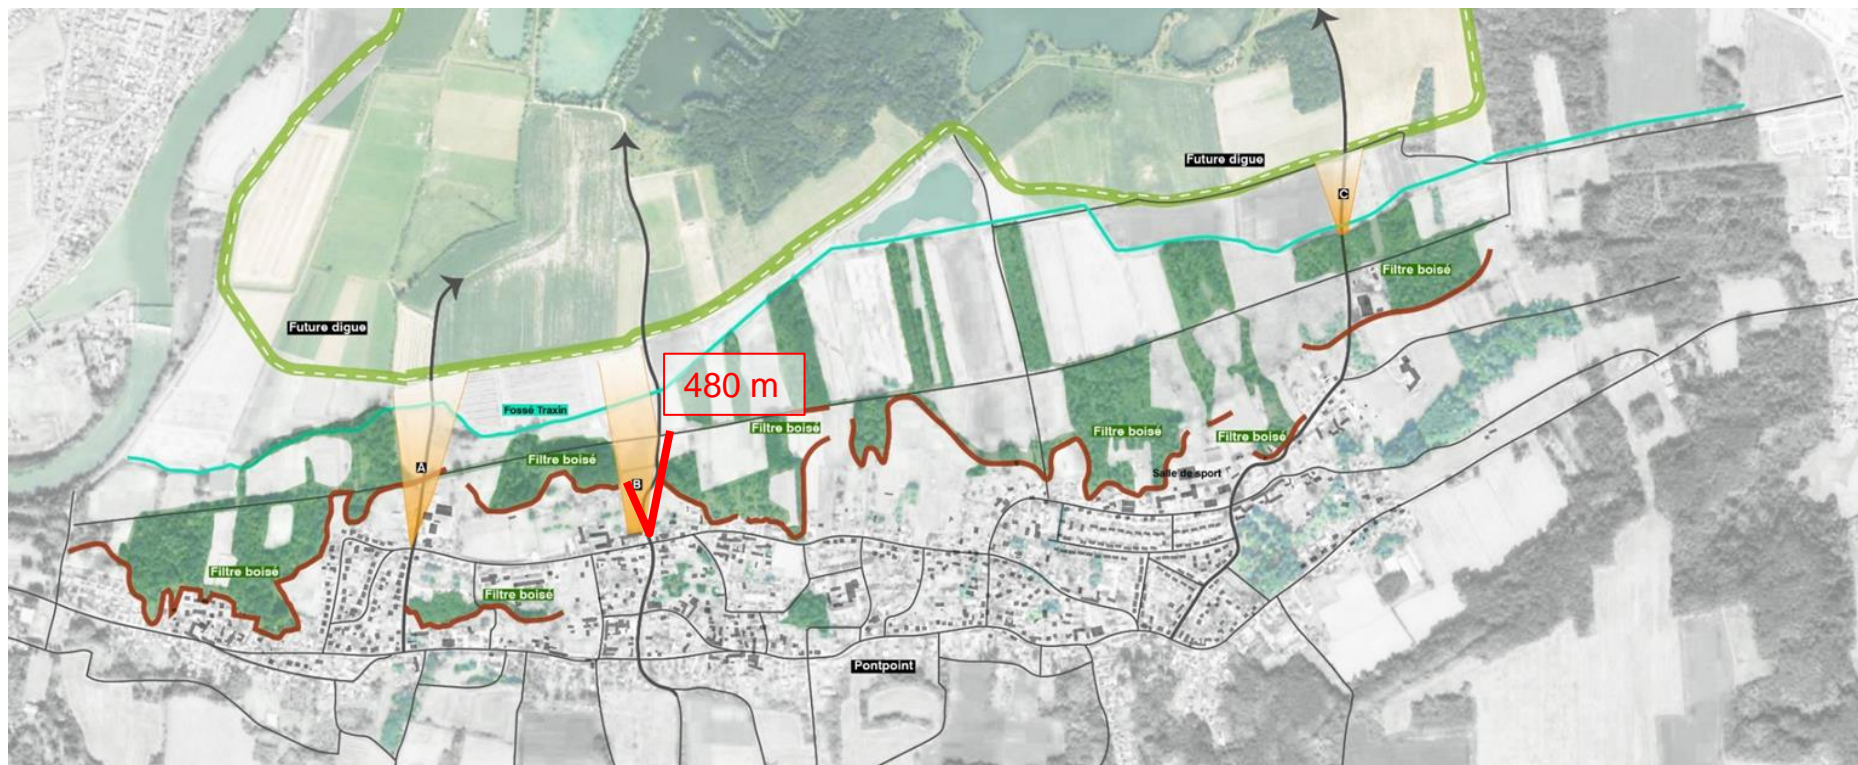 Future digue
C
Filtre boisé
Future digue
480 m
Fossé Traxin
Filtre boisé
Filtre boisé
Filtre boisé
Filtre boisé
A
B
Salle de sport
Filtre boisé
Filtre boisé
Pontpoint